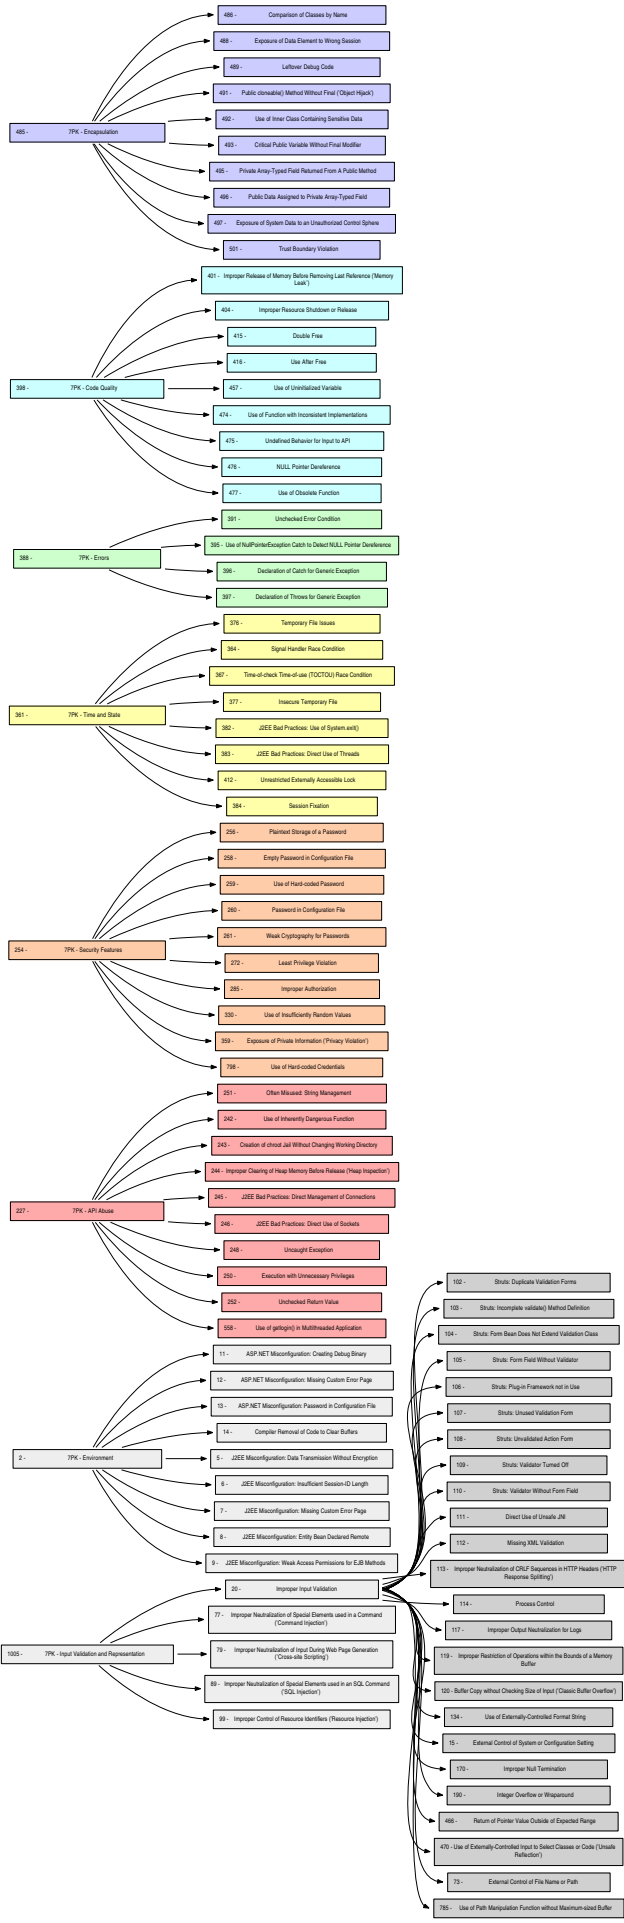 486 - Comparison of Classes by Name
488 - Exposure of Data Element to Wrong Session
489 - Leftover Debug Code
491 - Public cloneable() Method Without Final ('Object Hijack')
492 - Use of Inner Class Containing Sensitive Data
485 - 7PK - Encapsulation
493 - Critical Public Variable Without Final Modifier
495 - Private Array-Typed Field Returned From A Public Method
496 - Public Data Assigned to Private Array-Typed Field
497 - Exposure of System Data to an Unauthorized Control Sphere
501 - Trust Boundary Violation
401 - Improper Release of Memory Before Removing Last Reference ('Memory
Leak')
404 - Improper Resource Shutdown or Release
415 - Double Free
416 - Use After Free
398 - 7PK - Code Quality
457 - Use of Uninitialized Variable
474 - Use of Function with Inconsistent Implementations
475 - Undefined Behavior for Input to API
476 - NULL Pointer Dereference
477 - Use of Obsolete Function
391 - Unchecked Error Condition
395 - Use of NullPointerException Catch to Detect NULL Pointer Dereference
388 - 7PK - Errors
396 - Declaration of Catch for Generic Exception
397 - Declaration of Throws for Generic Exception
376 - Temporary File Issues
364 - Signal Handler Race Condition
367 - Time-of-check Time-of-use (TOCTOU) Race Condition
377 - Insecure Temporary File
361 - 7PK - Time and State
382 - J2EE Bad Practices: Use of System.exit()
383 - J2EE Bad Practices: Direct Use of Threads
412 - Unrestricted Externally Accessible Lock
384 - Session Fixation
256 - Plaintext Storage of a Password
258 - Empty Password in Configuration File
259 - Use of Hard-coded Password
260 - Password in Configuration File
261 - Weak Cryptography for Passwords
254 - 7PK - Security Features
272 - Least Privilege Violation
285 - Improper Authorization
330 - Use of Insufficiently Random Values
359 - Exposure of Private Information ('Privacy Violation')
798 - Use of Hard-coded Credentials
251 - Often Misused: String Management
242 - Use of Inherently Dangerous Function
243 - Creation of chroot Jail Without Changing Working Directory
244 - Improper Clearing of Heap Memory Before Release ('Heap Inspection')
245 - J2EE Bad Practices: Direct Management of Connections
227 - 7PK - API Abuse
246 - J2EE Bad Practices: Direct Use of Sockets
248 - Uncaught Exception
250 - Execution with Unnecessary Privileges
252 - Unchecked Return Value
558 - Use of getlogin() in Multithreaded Application
11 - ASP.NET Misconfiguration: Creating Debug Binary
12 - ASP.NET Misconfiguration: Missing Custom Error Page
13 - ASP.NET Misconfiguration: Password in Configuration File
14 - Compiler Removal of Code to Clear Buffers
2 - 7PK - Environment
5 - J2EE Misconfiguration: Data Transmission Without Encryption
6 - J2EE Misconfiguration: Insufficient Session-ID Length
7 - J2EE Misconfiguration: Missing Custom Error Page
8 - J2EE Misconfiguration: Entity Bean Declared Remote
9 - J2EE Misconfiguration: Weak Access Permissions for EJB Methods
20 - Improper Input Validation
77 - Improper Neutralization of Special Elements used in a Command
('Command Injection')
1005 - 7PK - Input Validation and Representation
79 - Improper Neutralization of Input During Web Page Generation
('Cross-site Scripting')
89 - Improper Neutralization of Special Elements used in an SQL Command
('SQL Injection')
99 - Improper Control of Resource Identifiers ('Resource Injection')
102 - Struts: Duplicate Validation Forms
103 - Struts: Incomplete validate() Method Definition
104 - Struts: Form Bean Does Not Extend Validation Class
105 - Struts: Form Field Without Validator
106 - Struts: Plug-in Framework not in Use
107 - Struts: Unused Validation Form
108 - Struts: Unvalidated Action Form
109 - Struts: Validator Turned Off
110 - Struts: Validator Without Form Field
111 - Direct Use of Unsafe JNI
112 - Missing XML Validation
113 - Improper Neutralization of CRLF Sequences in HTTP Headers ('HTTP
Response Splitting')
114 - Process Control
117 - Improper Output Neutralization for Logs
119 - Improper Restriction of Operations within the Bounds of a Memory
Buffer
120 - Buffer Copy without Checking Size of Input ('Classic Buffer Overflow')
134 - Use of Externally-Controlled Format String
15 - External Control of System or Configuration Setting
170 - Improper Null Termination
190 - Integer Overflow or Wraparound
466 - Return of Pointer Value Outside of Expected Range
470 - Use of Externally-Controlled Input to Select Classes or Code ('Unsafe
Reflection')
73 - External Control of File Name or Path
785 - Use of Path Manipulation Function without Maximum-sized Buffer